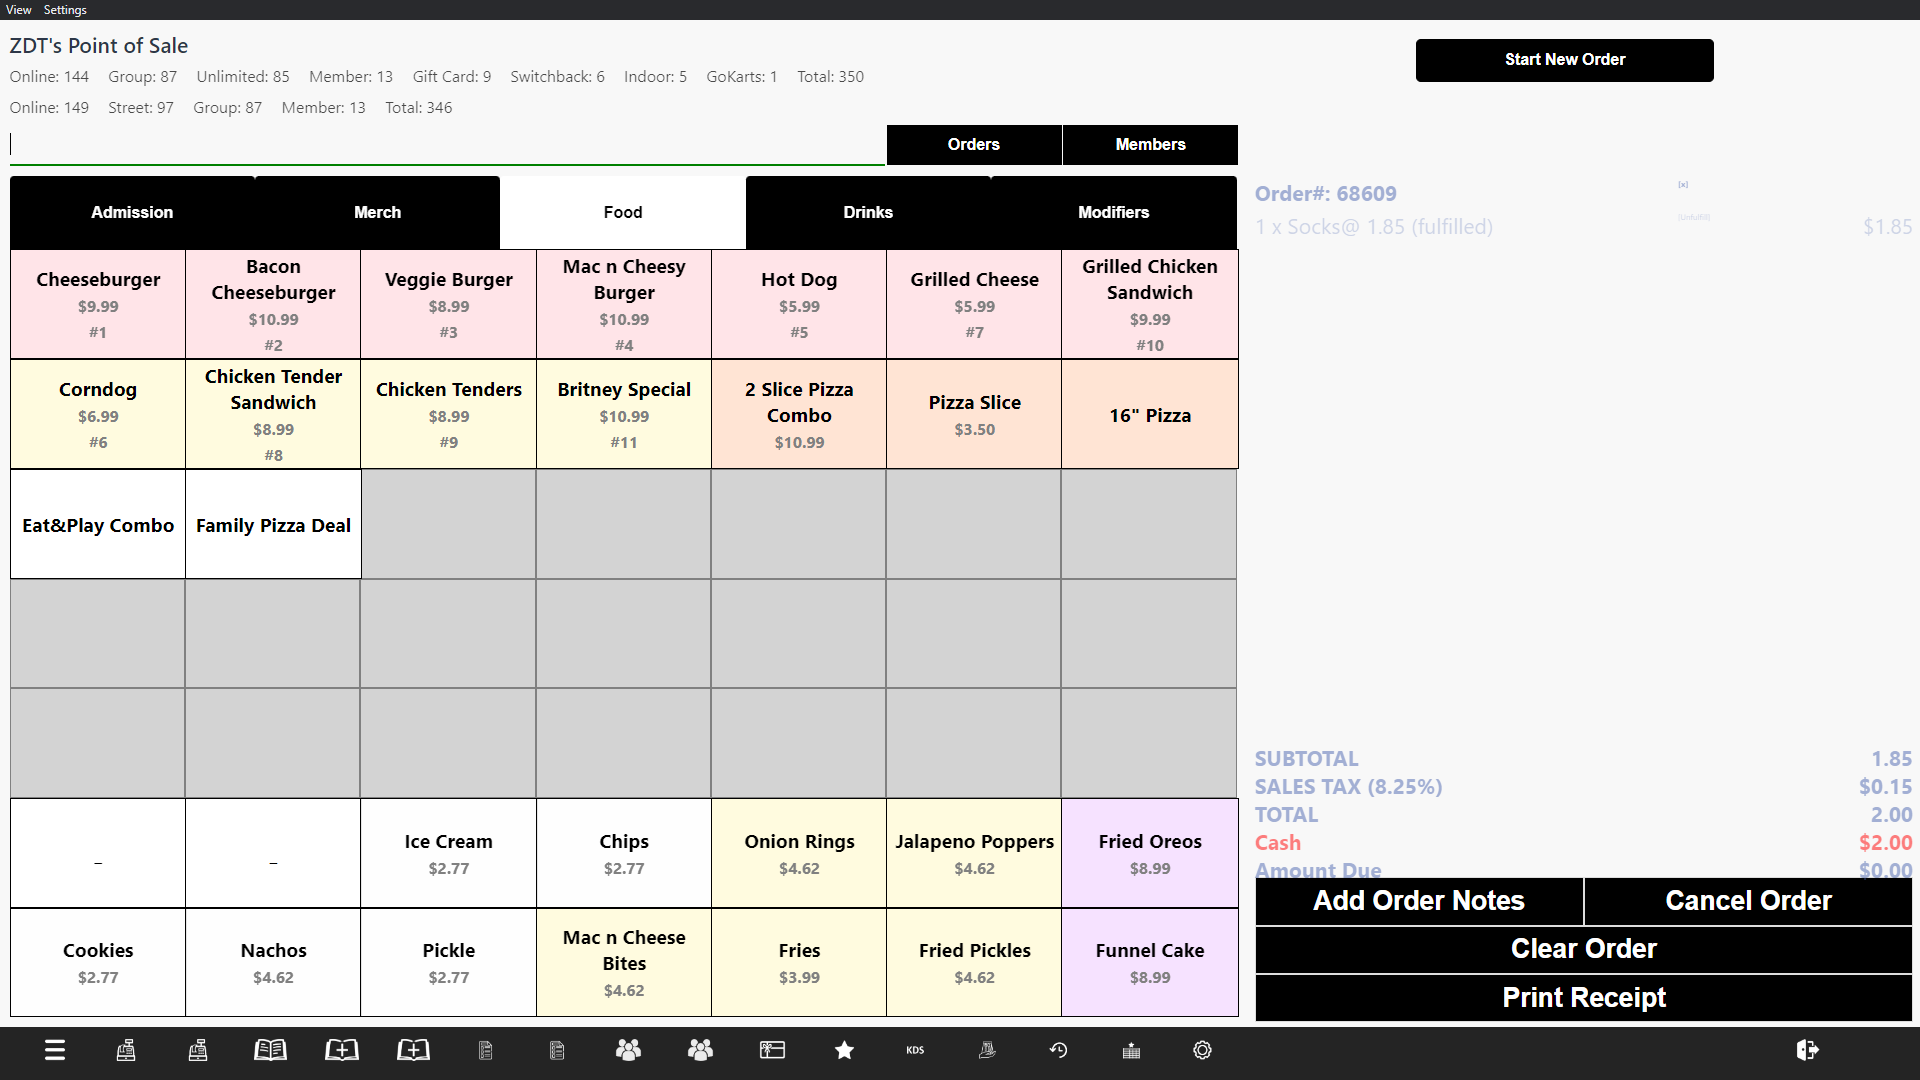 View Settings
ZDT's Point of Sale
Start New Order
Online: 144 Group: 87 Unlimited: 85 Member: 13 Gift Card: 9 Switchback: 6 Indoor: 5 GoKarts: 1 Total: 350
Online: 149 Street: 97 Group: 87 Member: 13 Total: 346
Orders Members
Admission Merch Food Drinks Modifiers
Order#: 68609 [x]
1 x Socks@ 1.85 (fulfilled) (Unfulfill) $1.85
Cheeseburger
$9.99
#1
Bacon
Cheeseburger
$10.99
#2
Veggie Burger
$8.99
#3
Mac n Cheesy
Burger
$10.99
#4
Hot Dog
$5.99
#5
Grilled Cheese
$5.99
#7
Grilled Chicken
Sandwich
$9.99
#10
Corndog
$6.99
#6
Chicken Tender
Sandwich
$8.99
#8
Chicken Tenders
$8.99
#9
Britney Special
$10.99
#11
2 Slice Pizza
Combo
$10.99
Pizza Slice
$3.50
16" Pizza
Eat&Play Combo
Family Pizza Deal
_
_
Ice Cream
$2.77
Chips
$2.77
Onion Rings
$4.62
Jalapeno Poppers
$4.62
Fried Oreos
$8.99
Cookies
$2.77
Nachos
$4.62
Pickle
$2.77
Mac n Cheese
Bites
$4.62
Fries
$3.99
Fried Pickles
$4.62
Funnel Cake
$8.99
SUBTOTAL 1.85
SALES TAX (8.25%) $0.15
TOTAL 2.00
Cash $2.00
Amount Due $0.00
Add Order Notes Cancel Order
Clear Order
Print Receipt
KDS